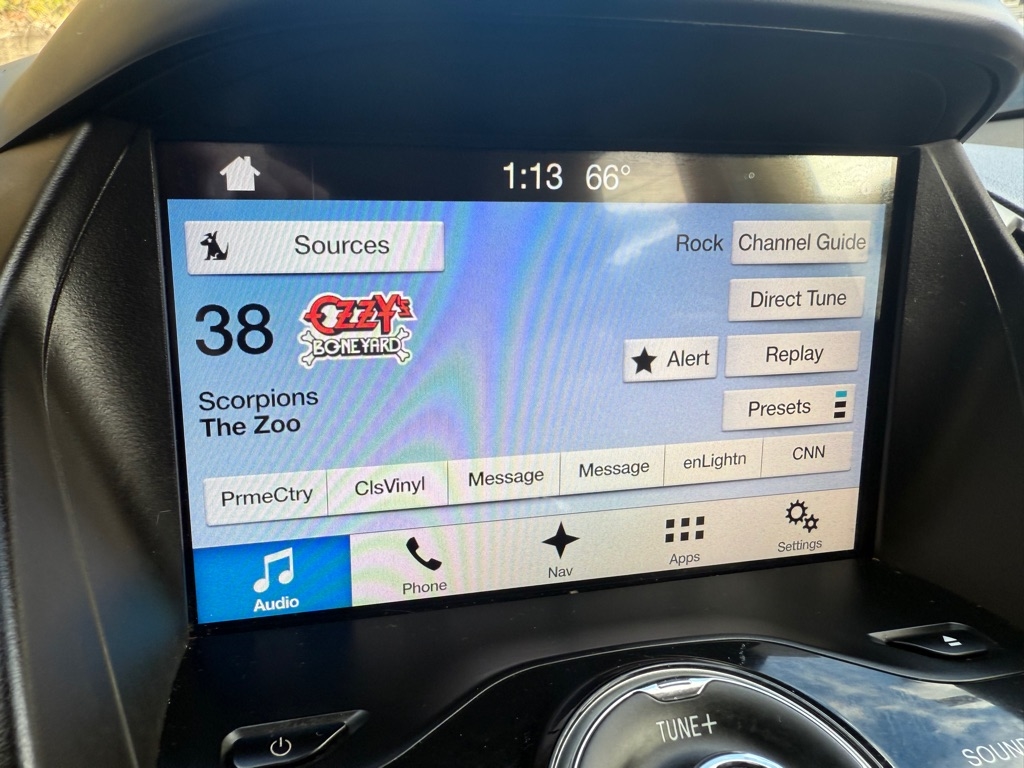 1:13 66°
Sources
Rock Channel Guide
Direct Tune
38 OZZY'S
BONEYARD
Alert Replay
Presets
Scorpions
The Zoo
PrmeCtry ClsVinyl Message Message enLightn CNN
Audio Phone Nav Apps Settings
TUNE+
SOUN